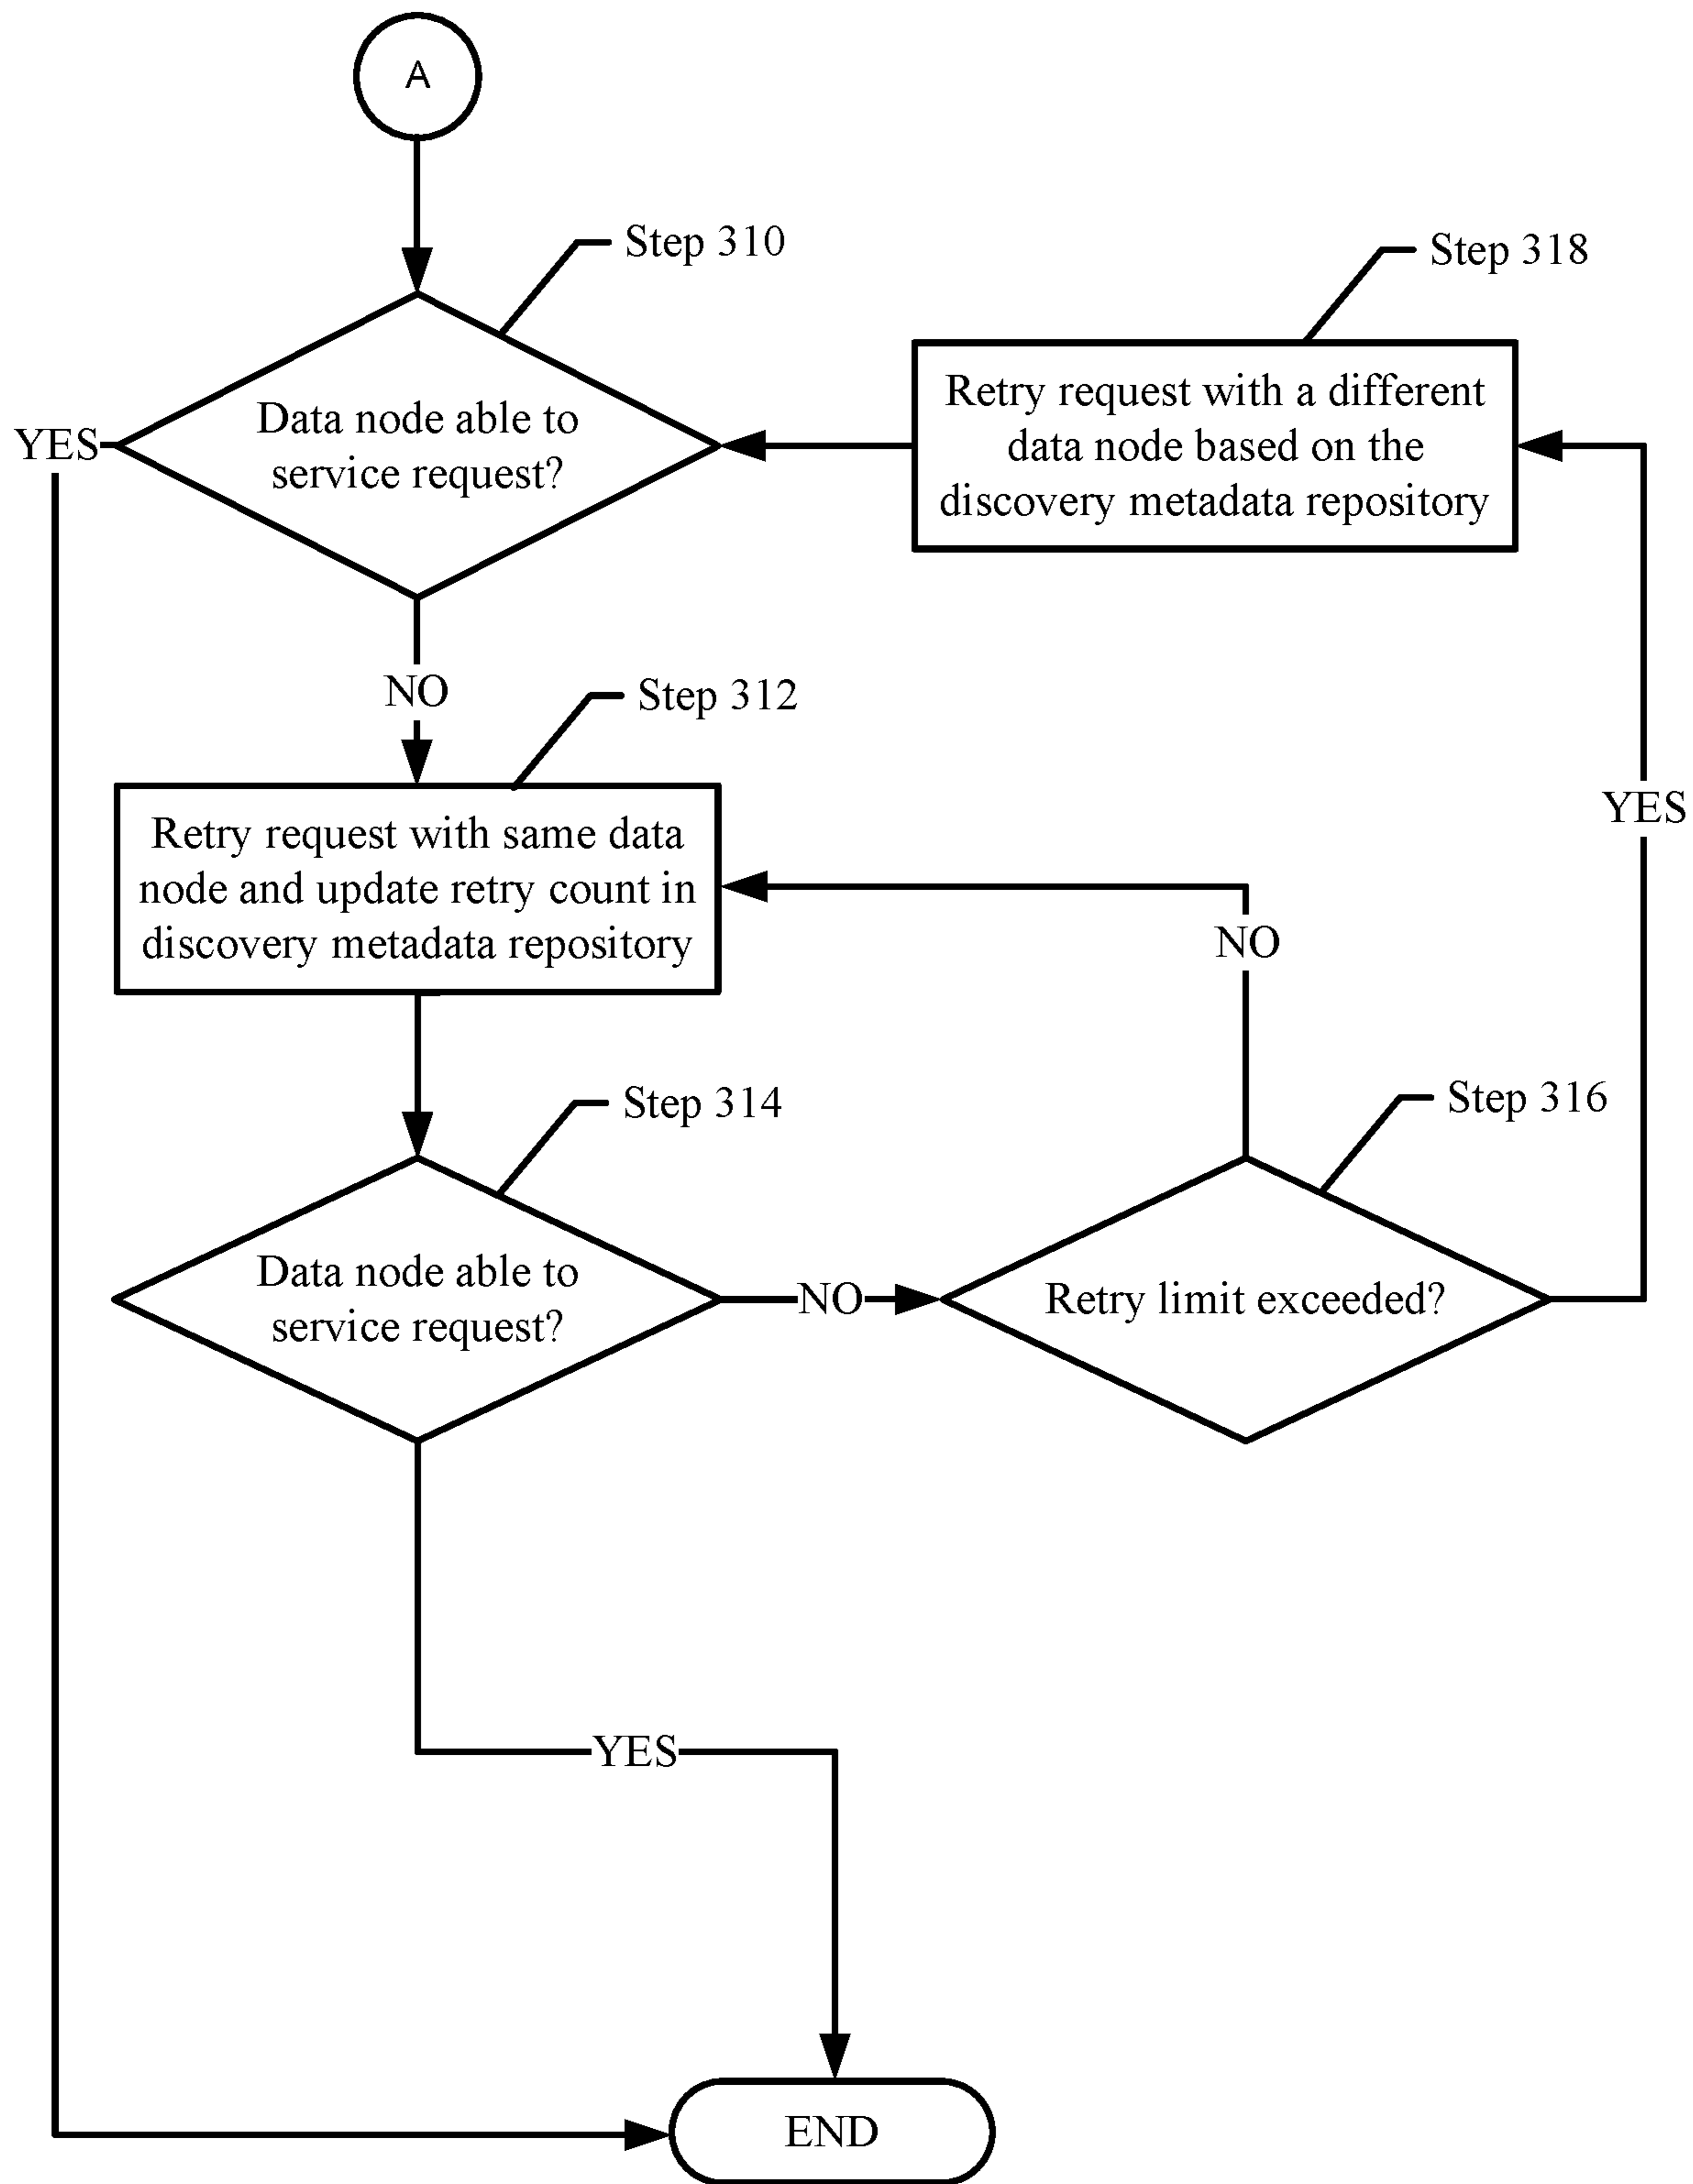 A
Step 310
Step 318
Data node able to
service request?
YES
Retry request with a different
data node based on the
discovery metadata repository
NO
Step 312
YES
Retry request with same data
node and update retry count in
discovery metadata repository
NO
Step 314
Step 316
Data node able to
service request?
NO
Retry limit exceeded?
YES
END